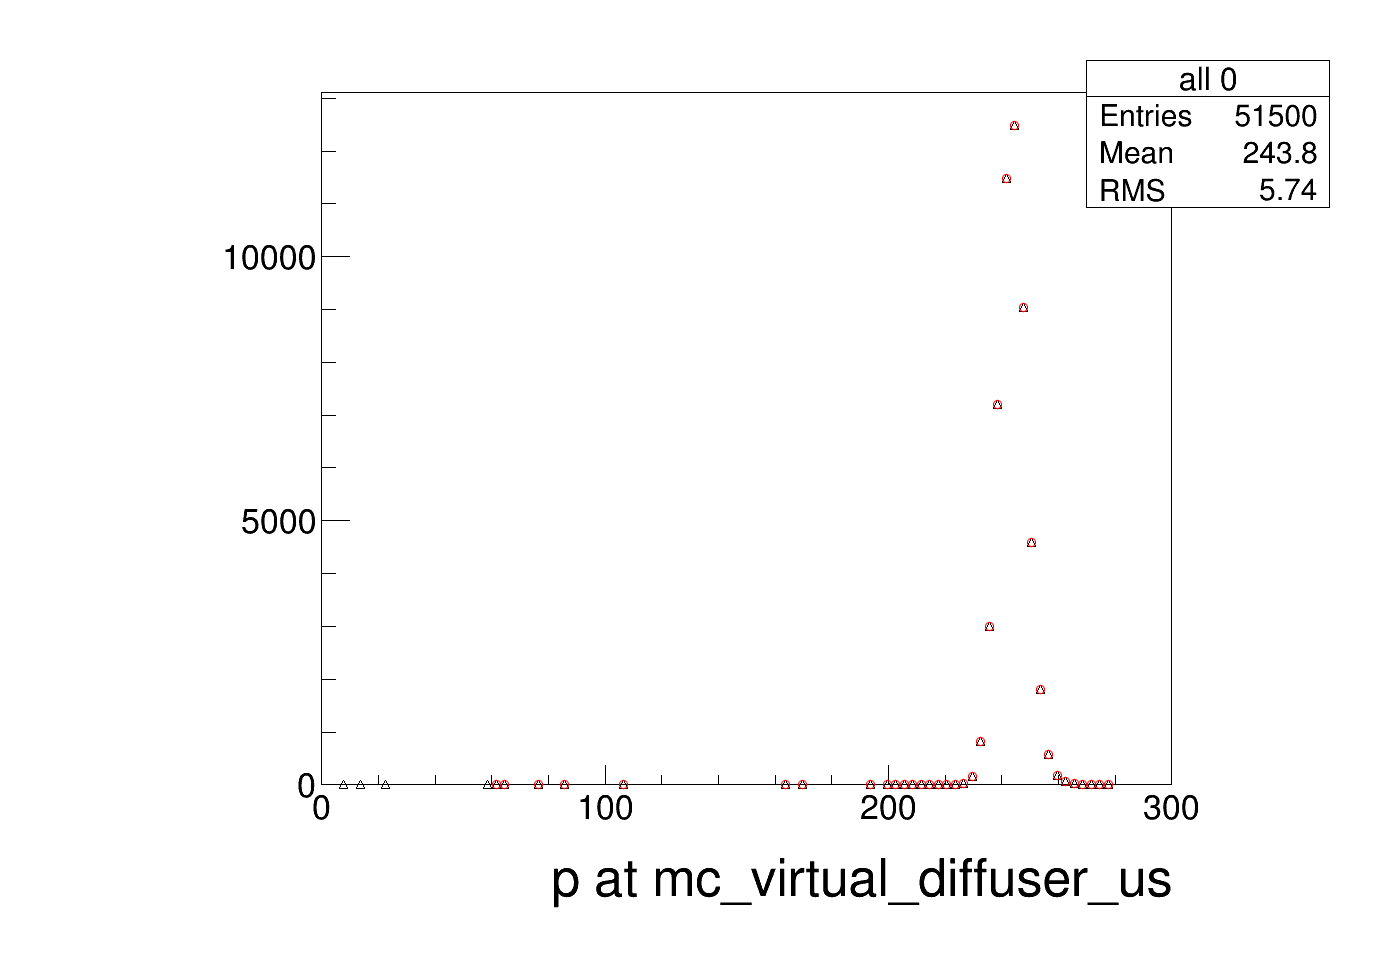 all 0
Entries 51500
Mean 243.8
RMS 5.74
10000
5000
0
0 100 200 300
p at mc_virtual_diffuser_us